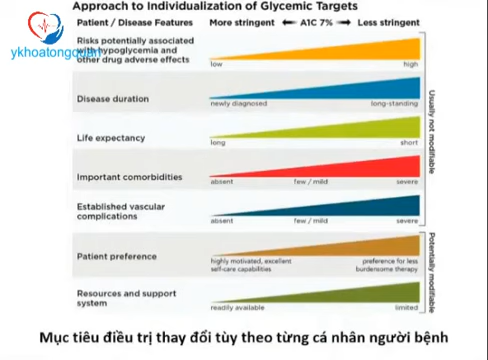 Approach to Individualization of Glycemic Targets
Patient / Disease Features More stringent A1C 7% Less stringent
Risks potentially associated
with hypoglycemia and
other drug adverse effects
ykhoatongquan
low high
Disease duration
newly diagnosed long-standing
Life expectancy
long short
Important comorbidities
absent few / mild severe
Established vascular
complications
absent few / mild severe
Usually not modifiable
Patient preference
highly motivated, excellent
self-care capabilities
preference for less
burdensome therapy
Resources and support
system
readily available limited
Potentially modifiable
Mục tiêu điều trị thay đổi tùy theo từng cá nhân người bệnh